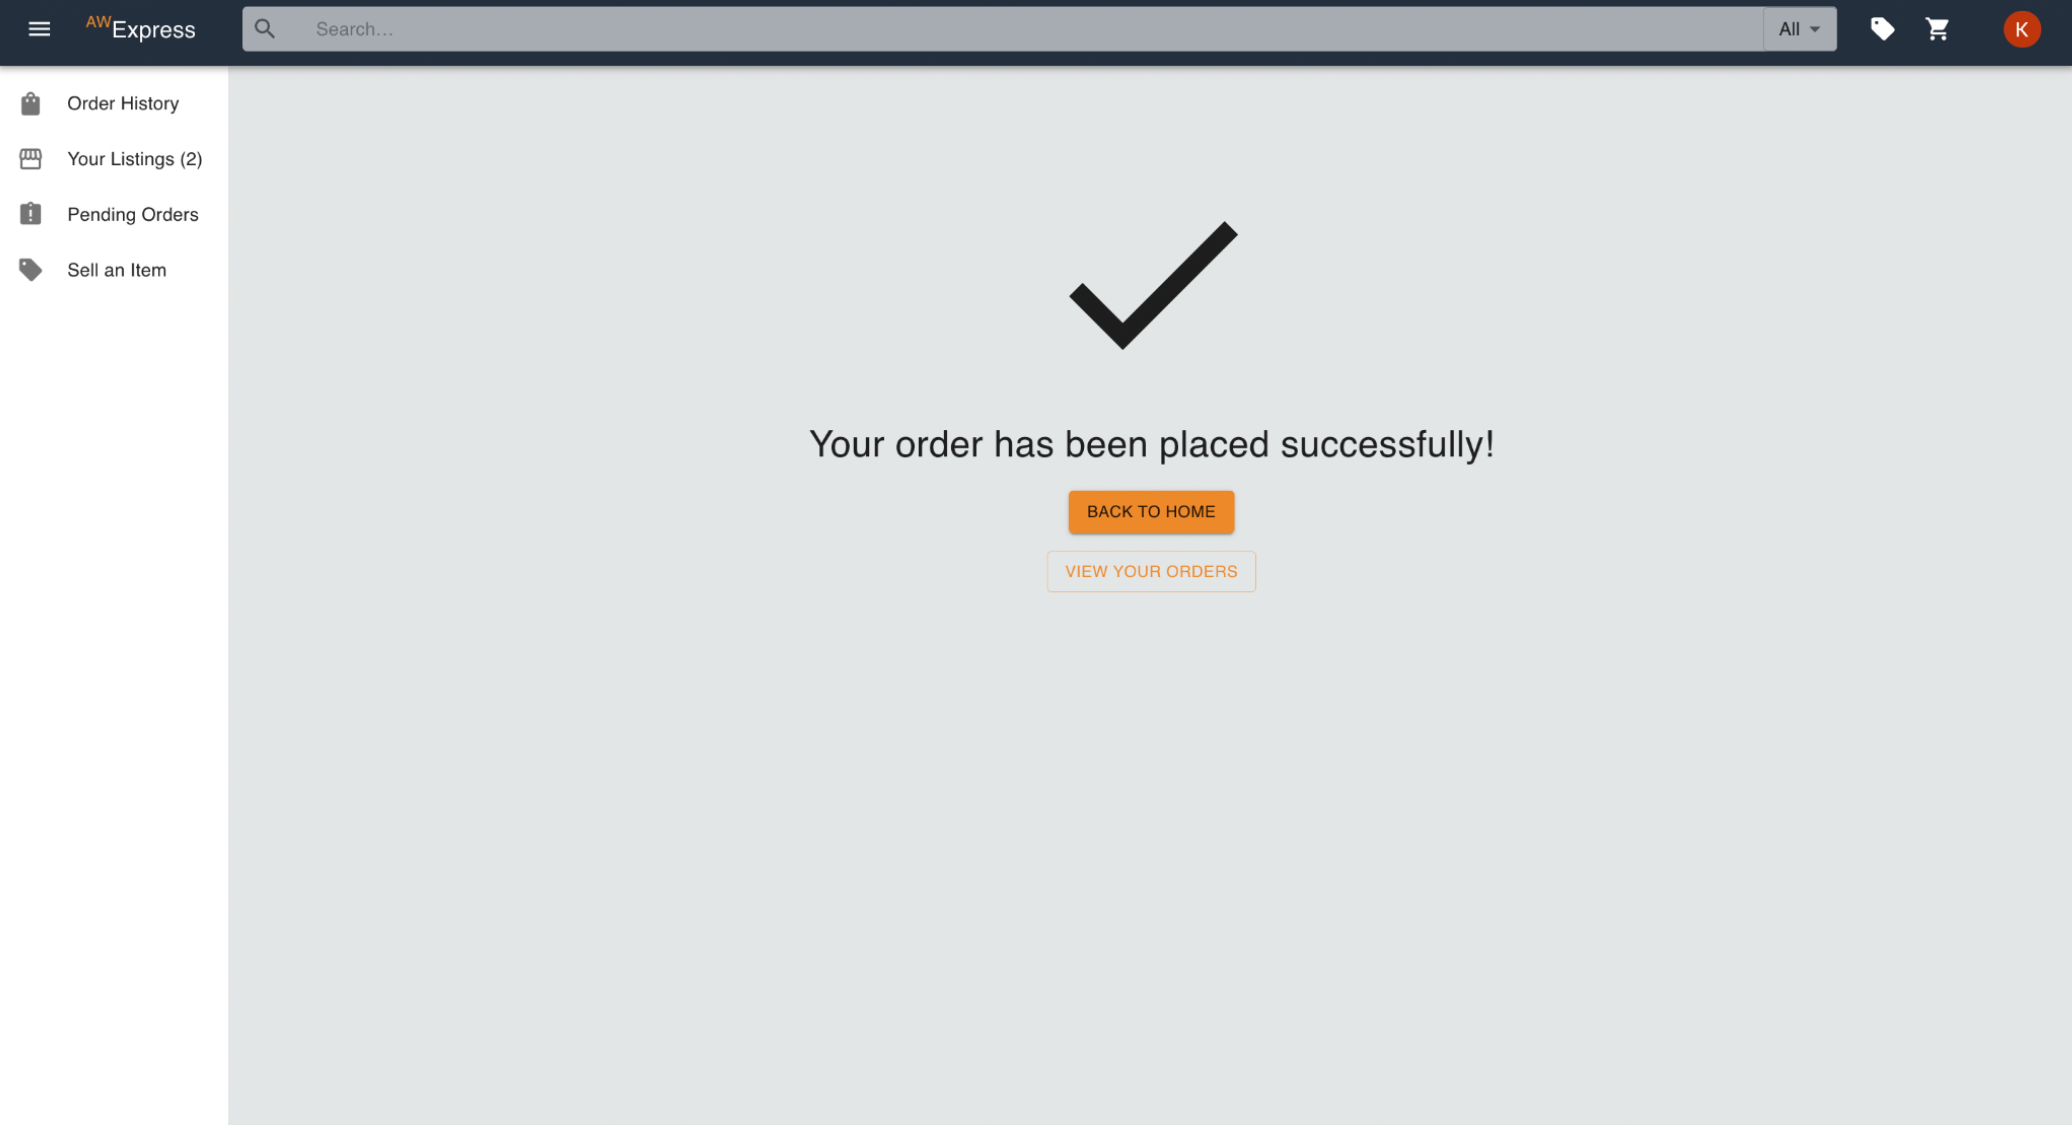 AWExpress
Search...
All
K
Order History
Your Listings (2)
Pending Orders
Sell an Item
Your order has been placed successfully!
BACK TO HOME
VIEW YOUR ORDERS